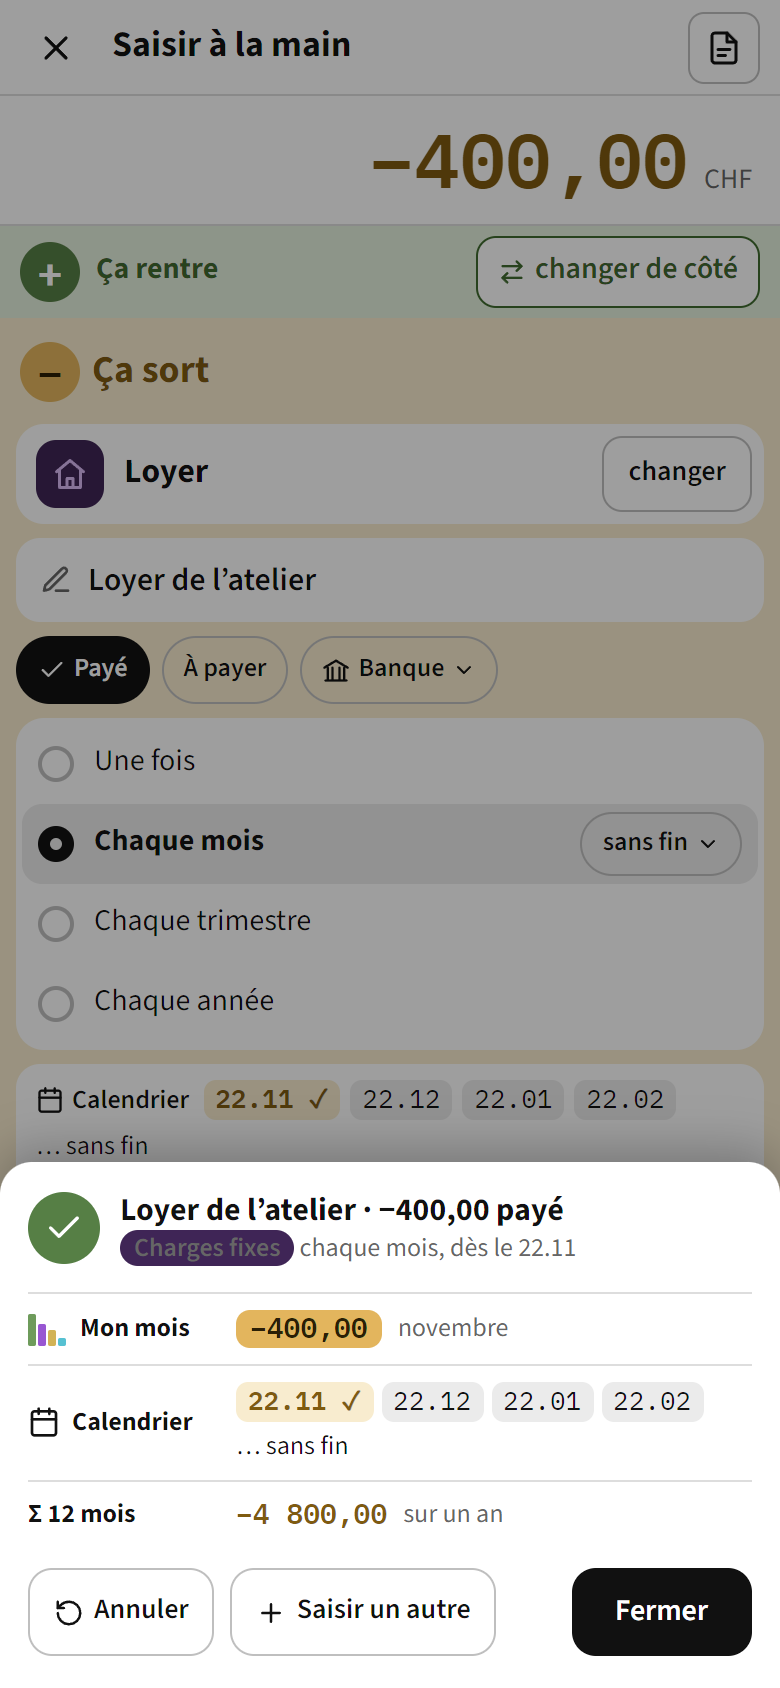 Saisir à la main
−400,00 CHF
+ Ça rentre
changer de côté
− Ça sort
Loyer
changer
Loyer de l’atelier
✓ Payé
À payer
Banque
Une fois
Chaque mois
sans fin
Chaque trimestre
Chaque année
Calendrier 22.11 ✓ 22.12 22.01 22.02
… sans fin
Loyer de l’atelier · −400,00 payé
Charges fixes chaque mois, dès le 22.11
Mon mois −400,00 novembre
Calendrier 22.11 ✓ 22.12 22.01 22.02
… sans fin
Σ 12 mois −4 800,00 sur un an
Annuler
+ Saisir un autre
Fermer